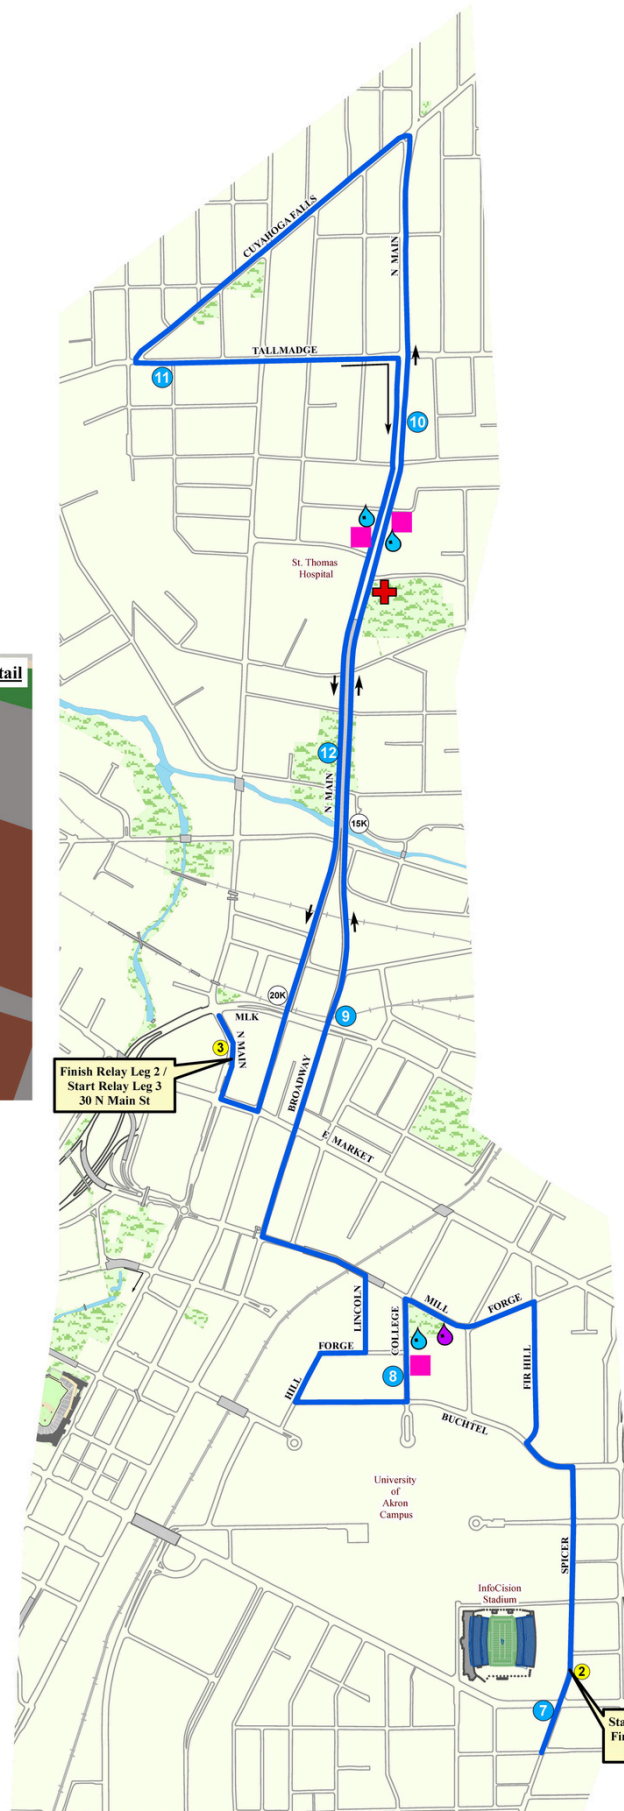 CUYAHOGA FALLS
N. MAIN
TALLMADGE
11
10
St. Thomas
Hospital
12
N. MAIN
15K
20K
9
MLK
N MAIN
3
Finish Relay Leg 2 /
Start Relay Leg 3
30 N Main St
BROADWAY
E. MARKET
LINCOLN
COLLEGE
MILL
FORGE
FORGE
HILL
8
FIR HILL
BUCHTEL
University
of
Akron
Campus
SPICER
InfoCision
Stadium
2
7